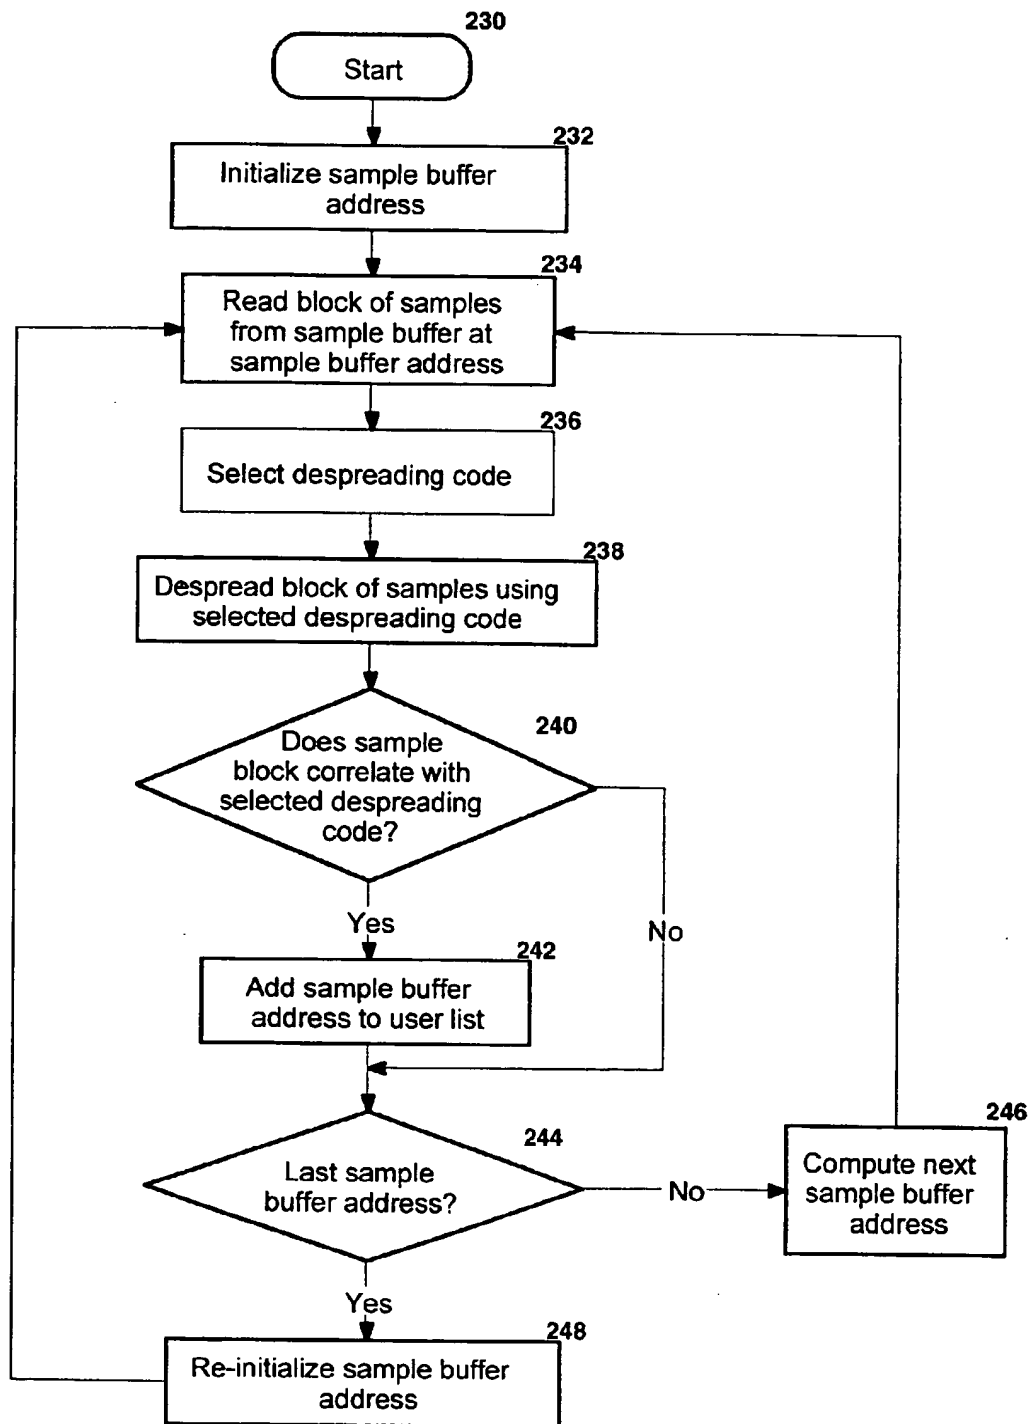 230
Start
232
Initialize sample buffer
address
234
Read block of samples
from sample buffer at
sample buffer address
236
Select despreading code
238
Despread block of samples using
selected despreading code
240
Does sample
block correlate with
selected despreading
code?
Yes
No
242
Add sample buffer
address to user list
244
Last sample
buffer address?
No
246
Compute next
sample buffer
address
Yes
248
Re-initialize sample buffer
address